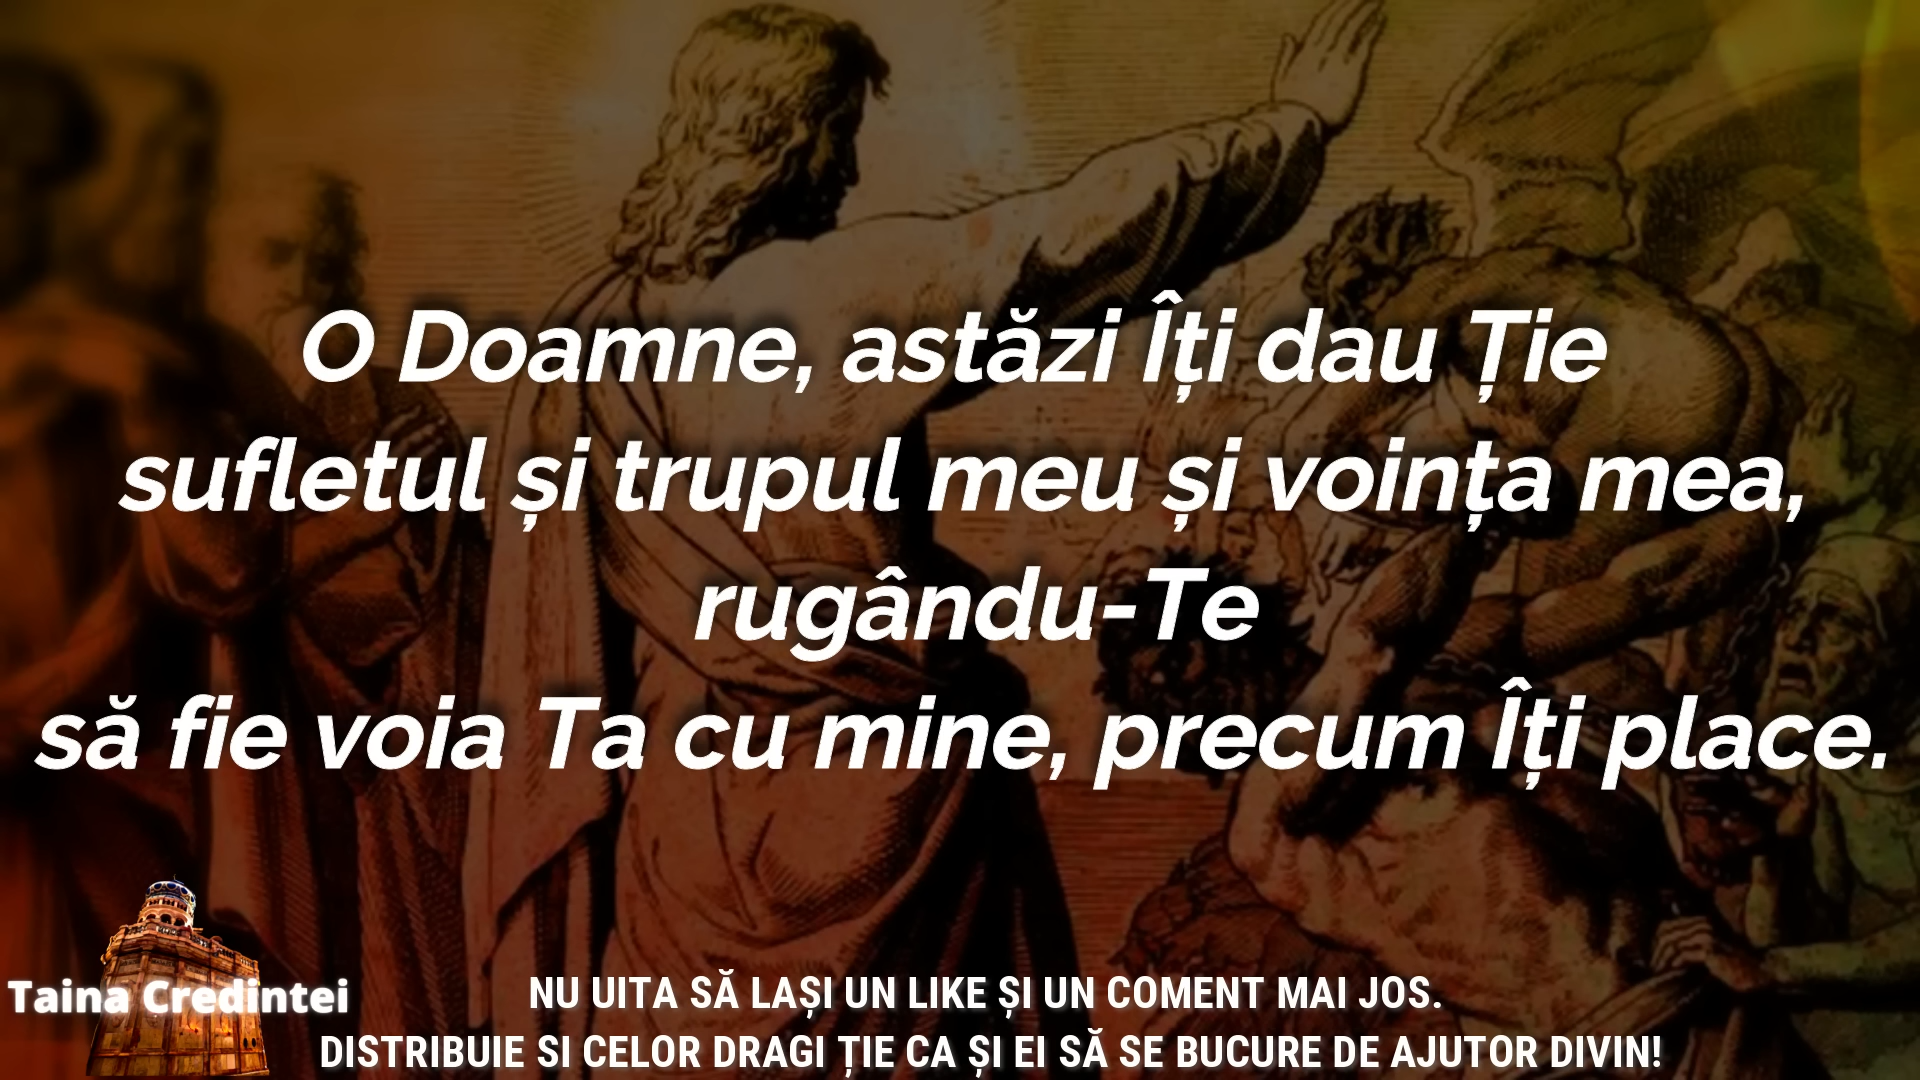 O Doamne, astăzi Îți dau Ție
sufletul și trupul meu și voința mea,
rugându-Te
să fie voia Ta cu mine, precum Îți place.
Taina Credintei
NU UITA SĂ LAȘI UN LIKE ȘI UN COMENT MAI JOS.
DISTRIBUIE SI CELOR DRAGI ȚIE CA ȘI EI SĂ SE BUCURE DE AJUTOR DIVIN!